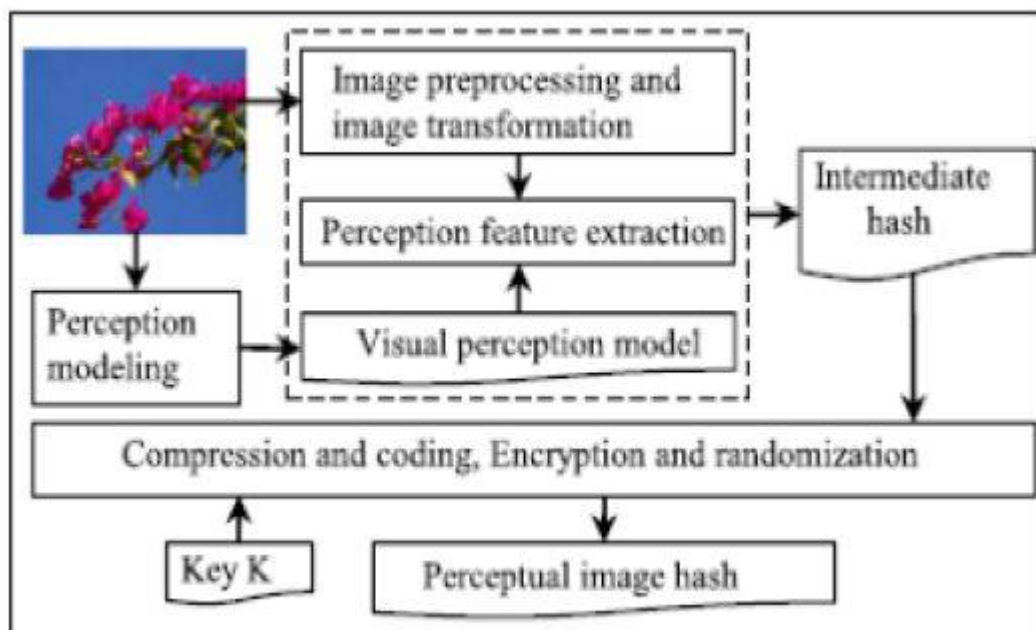 Image preprocessing and
image transformation
Perception feature extraction
Visual perception model
Perception
modeling
Intermediate
hash
Compression and coding, Encryption and randomization
Key K
Perceptual image hash